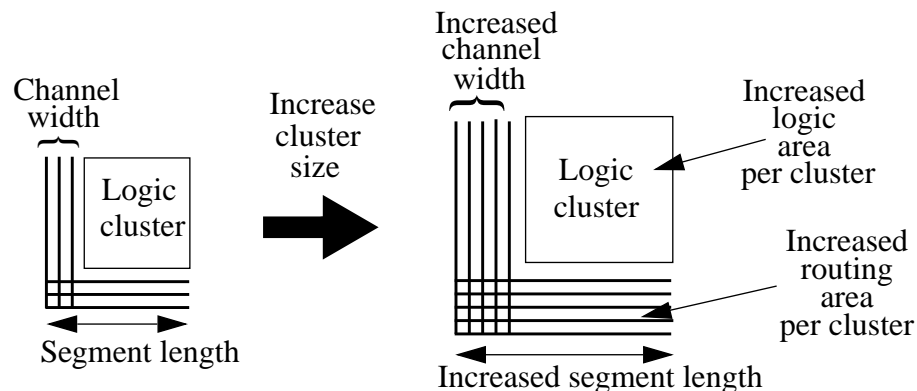 Channel
width
Logic
cluster
Segment length
Increase
cluster
size
Increased
channel
width
Logic
cluster
Increased segment length
Increased
logic
area
per cluster
Increased
routing
area
per cluster